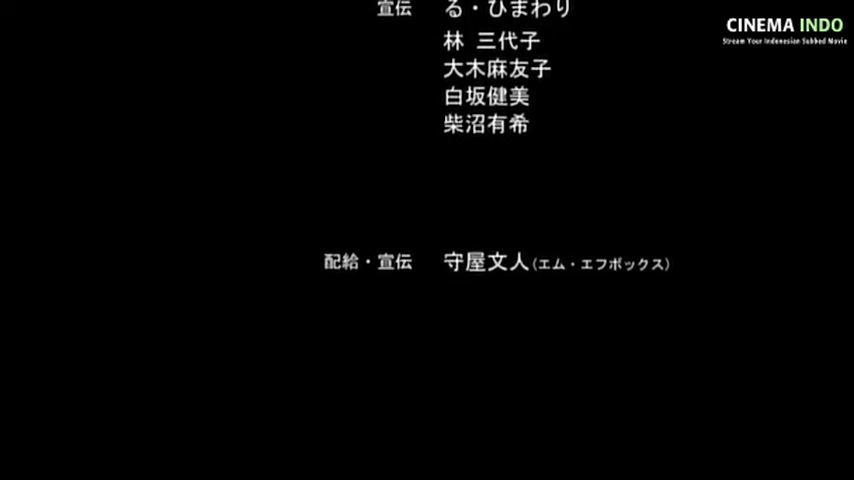 宣伝 る・ひまわり
CINEMA INDO
Stream Your Indonesian Subbed Movie
林 三代子
大木麻友子
白坂健美
柴沼有希
配給・宣伝 守屋文人(エム・エフボックス)